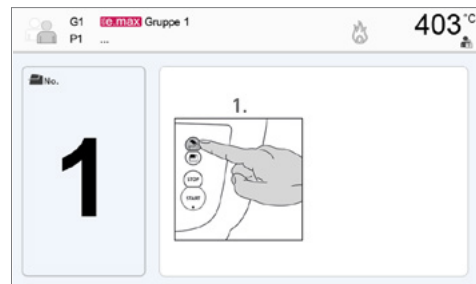 G1 e.max Gruppe 1
P1 ...
403 °C
No.
1
1.
STOP
START